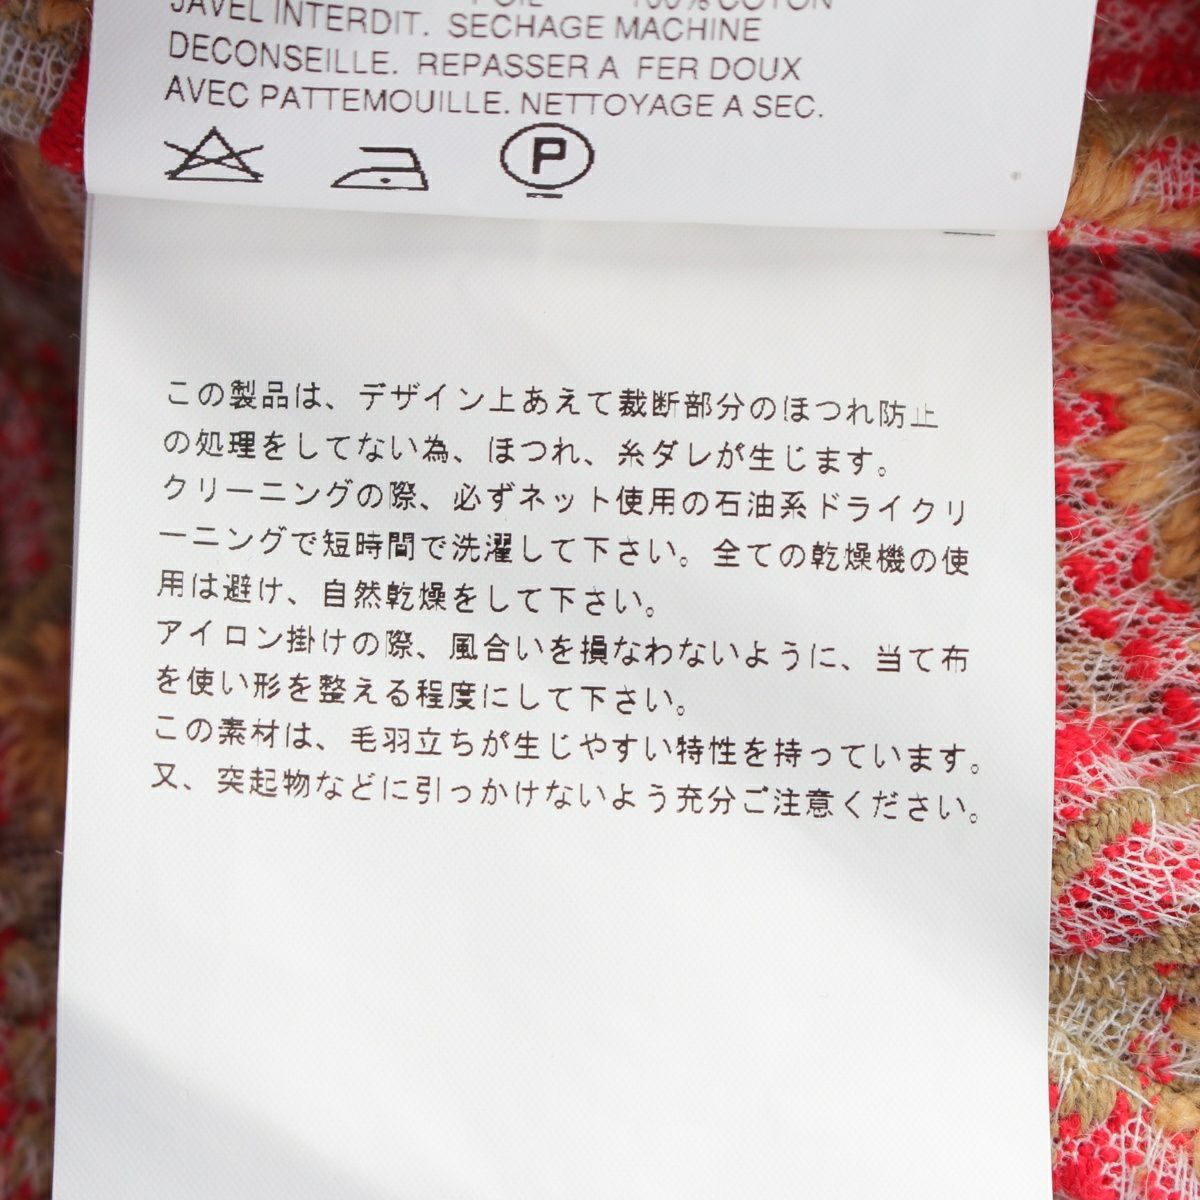 POIL 100% COTON
JAVEL INTERDIT. SECHAGE MACHINE
DECONSEILLE. REPASSER A FER DOUX
AVEC PATTEMOUILLE. NETTOYAGE A SEC.
P
この製品は、デザイン上あえて裁断部分のほつれ防止
の処理をしてない為、ほつれ、糸ダレが生じます。
クリーニングの際、必ずネット使用の石油系ドライクリ
ーニングで短時間で洗濯して下さい。全ての乾燥機の使
用は避け、自然乾燥をして下さい。
アイロン掛けの際、風合いを損なわないように、当て布
を使い形を整える程度にして下さい。
この素材は、毛羽立ちが生じやすい特性を持っています。
又、突起物などに引っかけないよう充分ご注意ください。